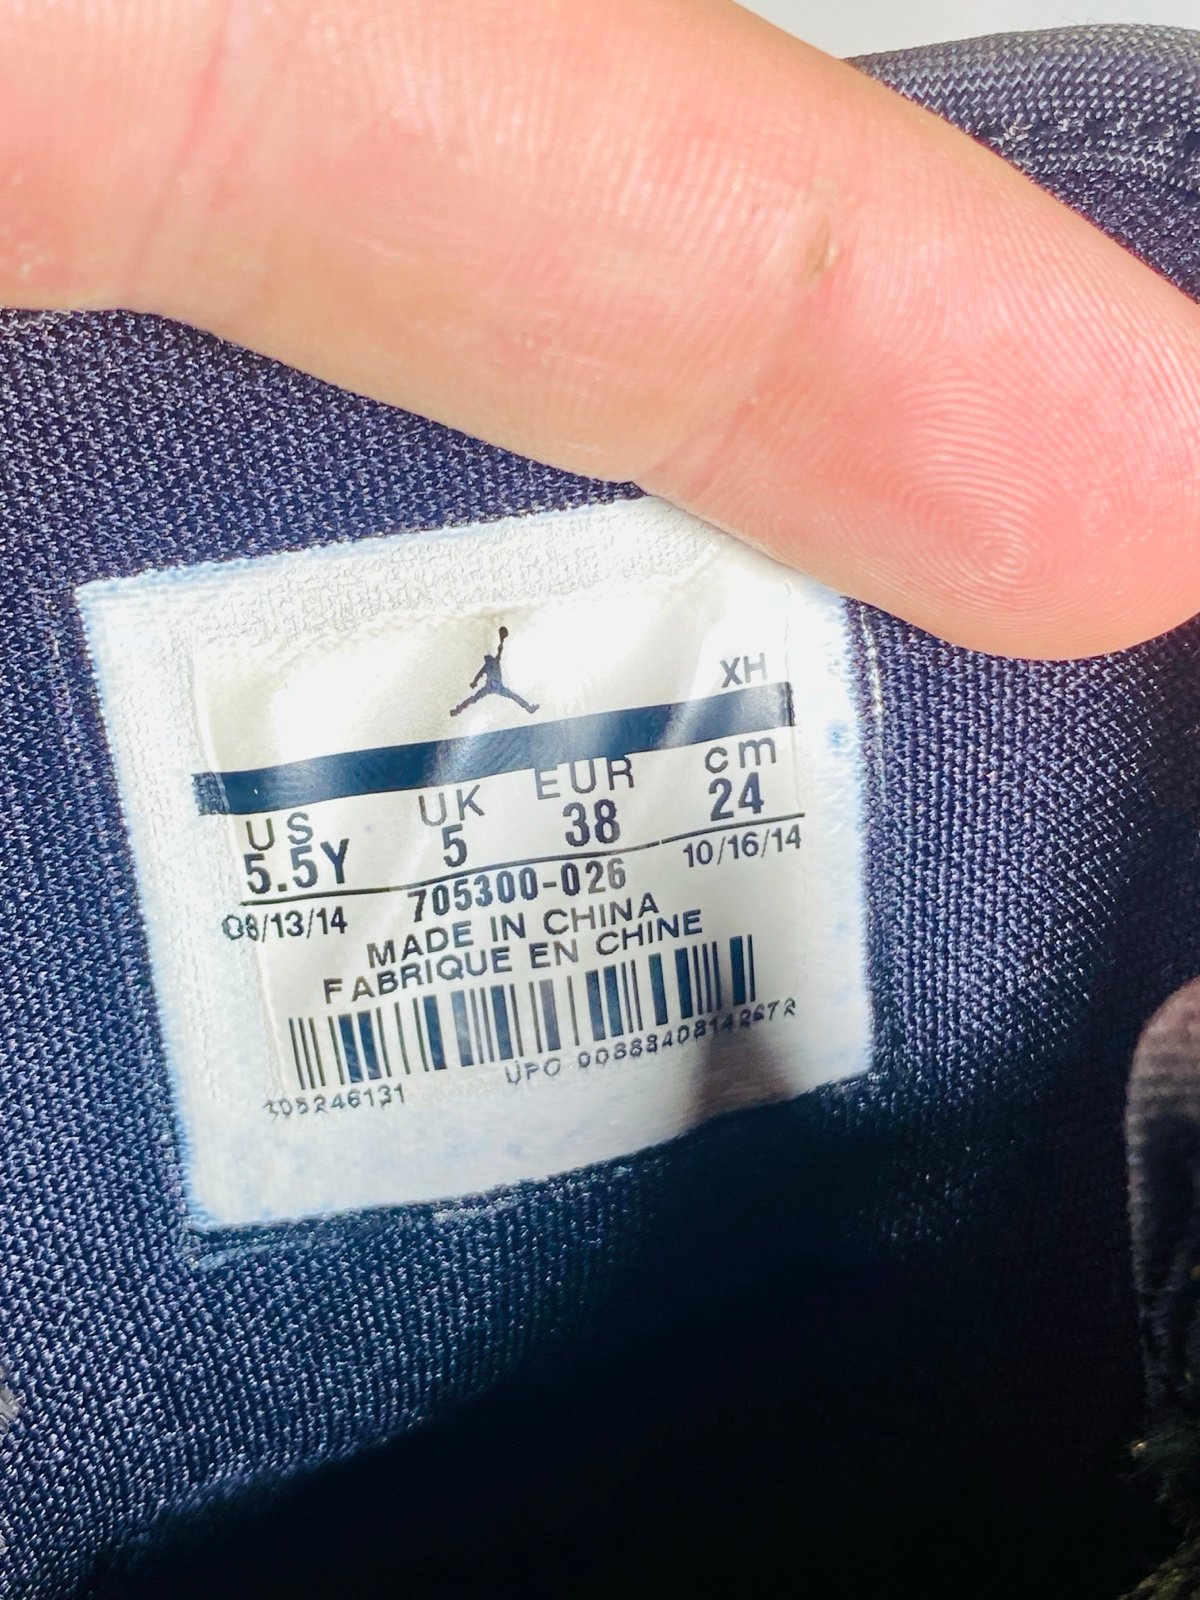 XH
US UK EUR cm
5.5Y 5 38 24
08/13/14 705300-026 10/16/14
MADE IN CHINA
FABRIQUE EN CHINE